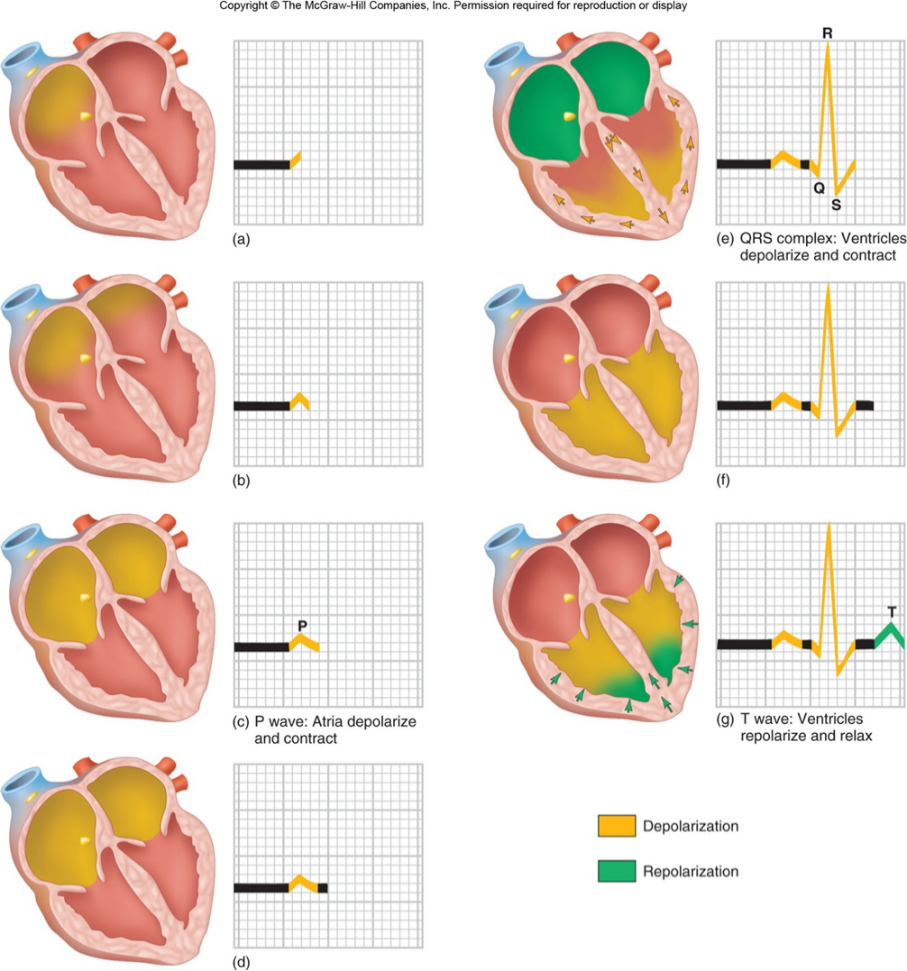 Copyright © The McGraw-Hill Companies, Inc. Permission required for reproduction or display
(a)
(b)
P
(c) P wave: Atria depolarize
and contract
(d)
R
Q
S
(e) QRS complex: Ventricles
depolarize and contract
(f)
T
(g) T wave: Ventricles
repolarize and relax
Depolarization
Repolarization